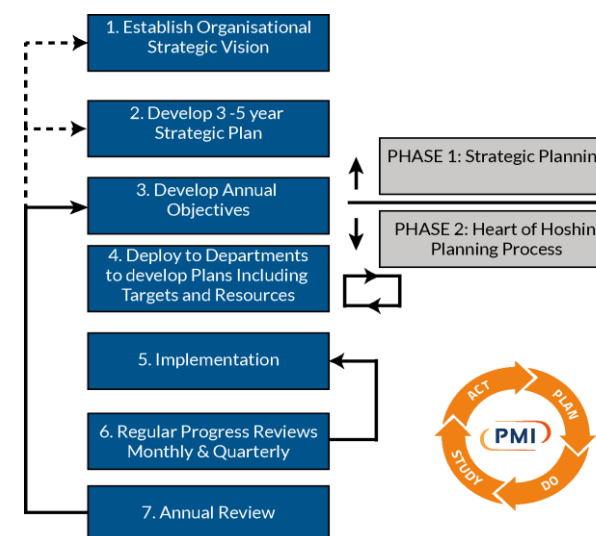 1. Establish Organisational
Strategic Vision
2. Develop 3 -5 year
Strategic Plan
3. Develop Annual
Objectives
4. Deploy to Departments
to develop Plans Including
Targets and Resources
5. Implementation
6. Regular Progress Reviews
Monthly & Quarterly
7. Annual Review
PHASE 1: Strategic Plannin
PHASE 2: Heart of Hoshin
Planning Process
ACT
PLAN
DO
STUDY
PMI